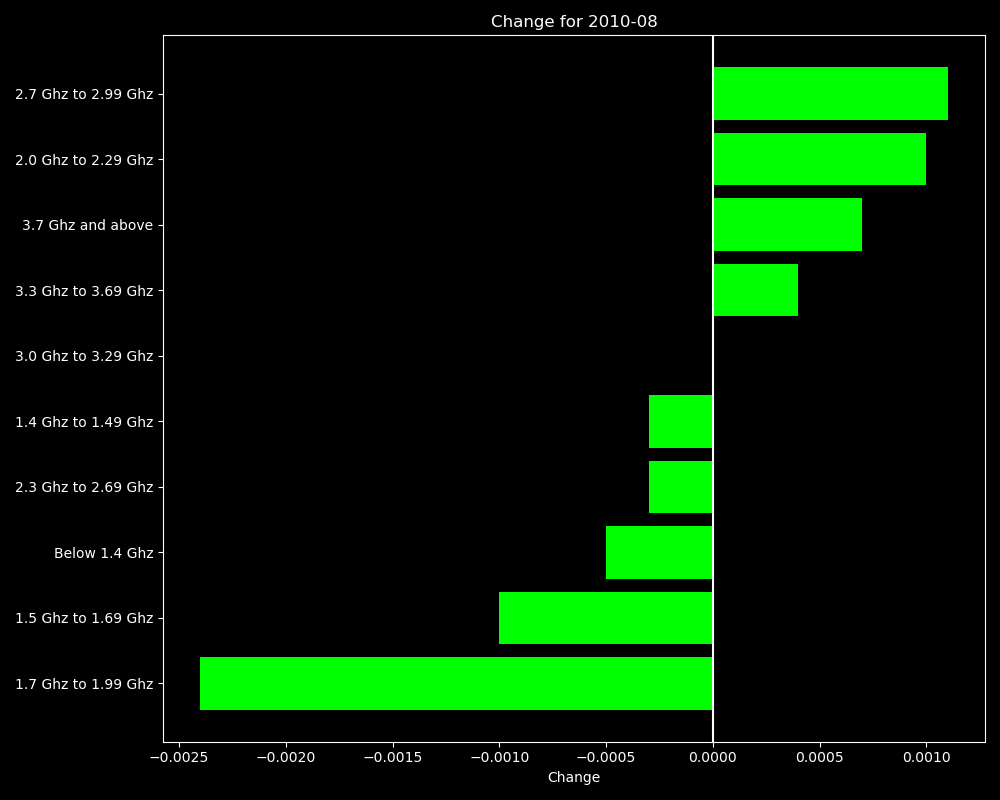 Change for 2010-08
2.7 Ghz to 2.99 Ghz
2.0 Ghz to 2.29 Ghz
3.7 Ghz and above
3.3 Ghz to 3.69 Ghz
3.0 Ghz to 3.29 Ghz
1.4 Ghz to 1.49 Ghz
2.3 Ghz to 2.69 Ghz
Below 1.4 Ghz
1.5 Ghz to 1.69 Ghz
1.7 Ghz to 1.99 Ghz
−0.0025 −0.0020 −0.0015 −0.0010 −0.0005 0.0000 0.0005 0.0010
Change